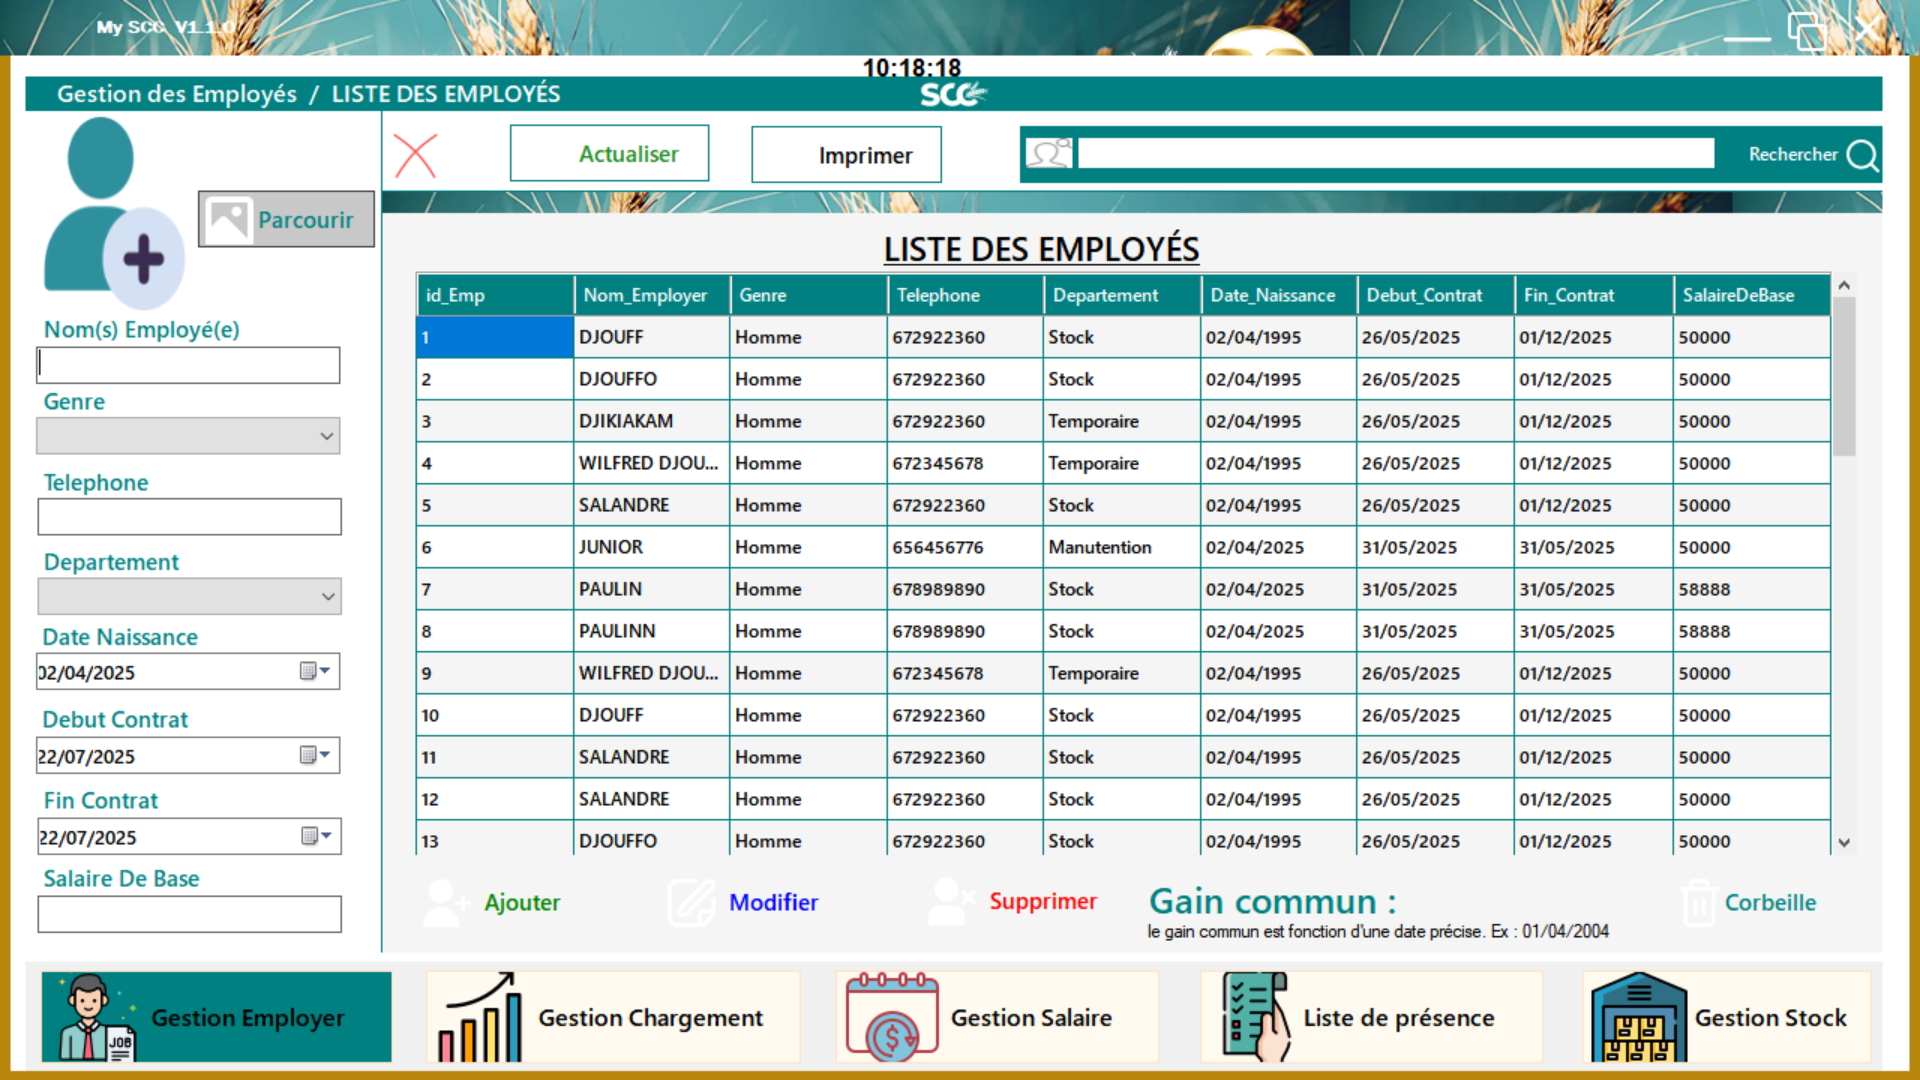 My SCC V1.1.0
10:18:18
Gestion des Employés / LISTE DES EMPLOYÉS
SCC
Actualiser
Imprimer
Rechercher
Parcourir
Nom(s) Employé(e)
Genre
Telephone
Departement
Date Naissance
02/04/2025
Debut Contrat
22/07/2025
Fin Contrat
22/07/2025
Salaire De Base
LISTE DES EMPLOYÉS
id_Emp Nom_Employer Genre Telephone Departement Date_Naissance Debut_Contrat Fin_Contrat SalaireDeBase
1 DJOUFF Homme 672922360 Stock 02/04/1995 26/05/2025 01/12/2025 50000
2 DJOUFFO Homme 672922360 Stock 02/04/1995 26/05/2025 01/12/2025 50000
3 DJIKIAKAM Homme 672922360 Temporaire 02/04/1995 26/05/2025 01/12/2025 50000
4 WILFRED DJOU... Homme 672345678 Temporaire 02/04/1995 26/05/2025 01/12/2025 50000
5 SALANDRE Homme 672922360 Stock 02/04/1995 26/05/2025 01/12/2025 50000
6 JUNIOR Homme 656456776 Manutention 02/04/2025 31/05/2025 31/05/2025 50000
7 PAULIN Homme 678989890 Stock 02/04/2025 31/05/2025 31/05/2025 58888
8 PAULINN Homme 678989890 Stock 02/04/2025 31/05/2025 31/05/2025 58888
9 WILFRED DJOU... Homme 672345678 Temporaire 02/04/1995 26/05/2025 01/12/2025 50000
10 DJOUFF Homme 672922360 Stock 02/04/1995 26/05/2025 01/12/2025 50000
11 SALANDRE Homme 672922360 Stock 02/04/1995 26/05/2025 01/12/2025 50000
12 SALANDRE Homme 672922360 Stock 02/04/1995 26/05/2025 01/12/2025 50000
13 DJOUFFO Homme 672922360 Stock 02/04/1995 26/05/2025 01/12/2025 50000
Ajouter
Modifier
Supprimer
Gain commun :
le gain commun est fonction d'une date précise. Ex : 01/04/2004
Corbeille
JOB
Gestion Employer
Gestion Chargement
Gestion Salaire
Liste de présence
Gestion Stock